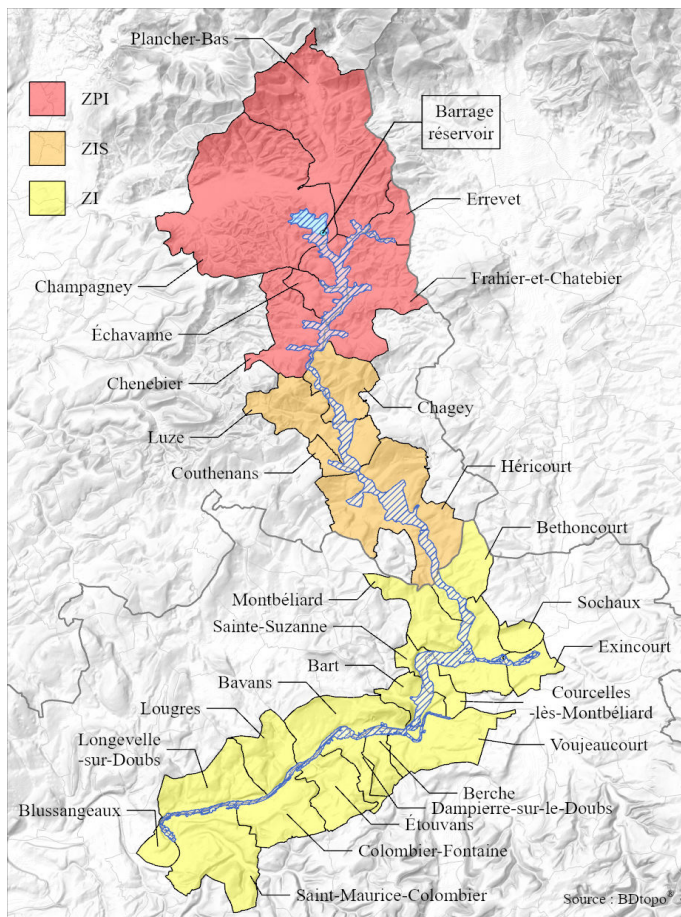 Plancher-Bas
ZPI
ZIS
ZI
Barrage
réservoir
Errevet
Champagney
Frahier-et-Chatebier
Échavanne
Chenebier
Chagey
Luze
Couthenans
Héricourt
Bethoncourt
Montbéliard
Sochaux
Sainte-Suzanne
Exincourt
Bart
Bavans
Courcelles
-lès-Montbéliard
Lougres
Longevelle
-sur-Doubs
Voujeaucourt
Berche
Dampierre-sur-le-Doubs
Blussangeaux
Étouvans
Colombier-Fontaine
Saint-Maurice-Colombier
Source : BDtopo®